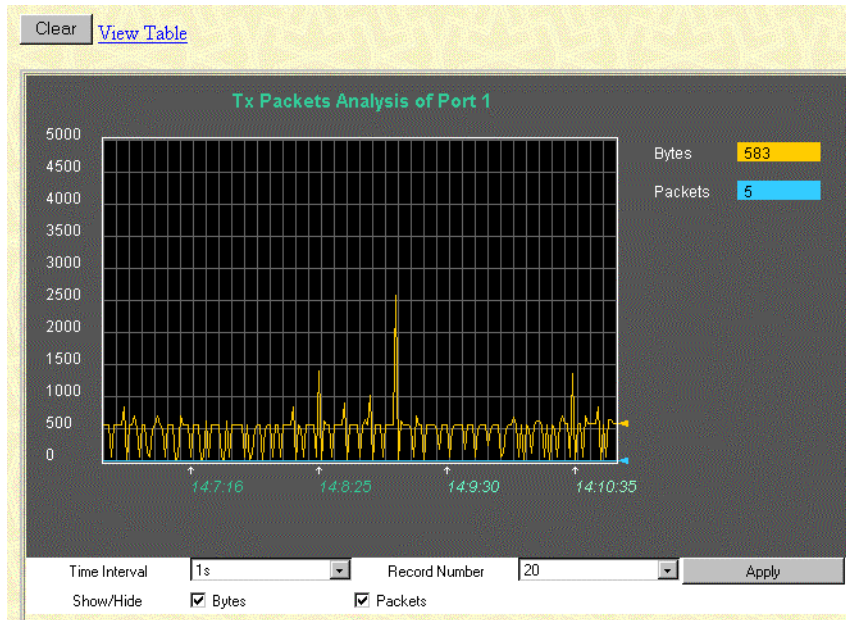 Clear View Table
Tx Packets Analysis of Port 1
5000
4500
4000
3500
3000
2500
2000
1500
1000
500
0
Bytes 583
Packets 5
14:7:16 14:8:25 14:9:30 14:10:35
Time Interval 1s Record Number 20 Apply
Show/Hide Bytes Packets